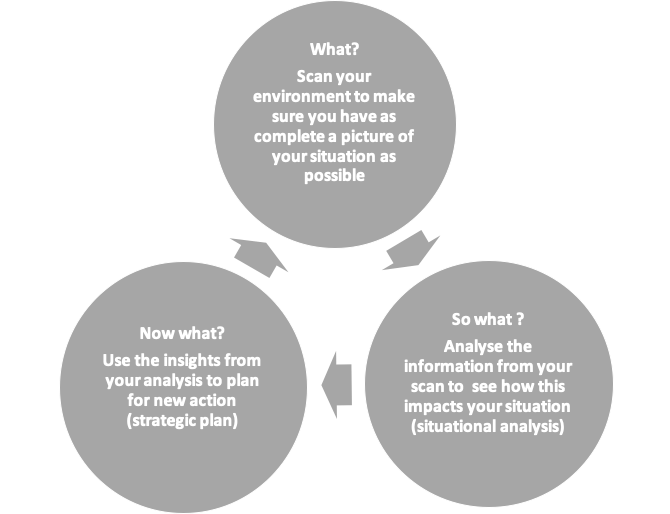 What?
Scan your
environment to make
sure you have as
complete a picture of
your situation as
possible
So what ?
Analyse the
information from your
scan to  see how this
impacts your situation
(situational analysis)
Now what?
Use the insights from
your analysis to plan
for new action
(strategic plan)